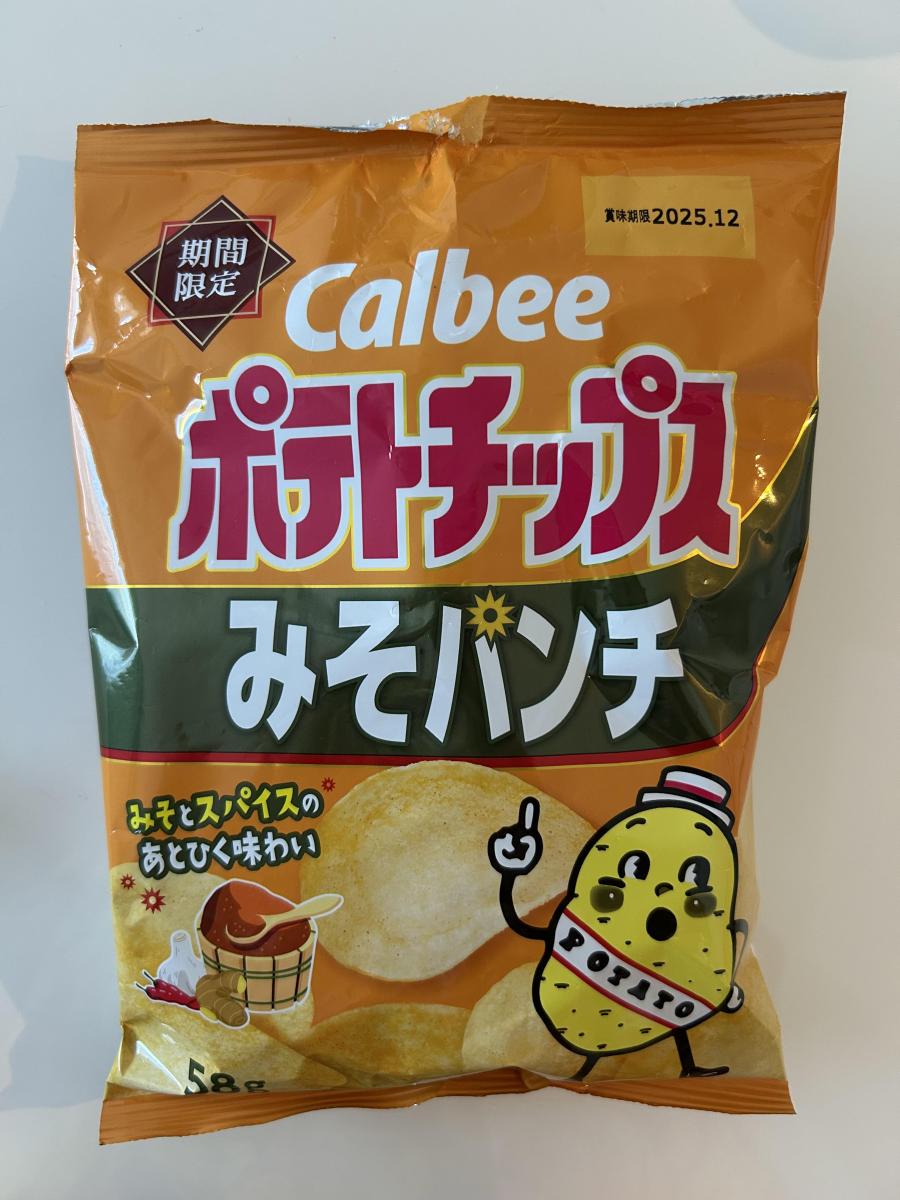 賞味期限2025.12
期間
限定
Calbee
ポテトチップス
みそパンチ
みそとスパイスの
あとひく味わい
POTATO
58g